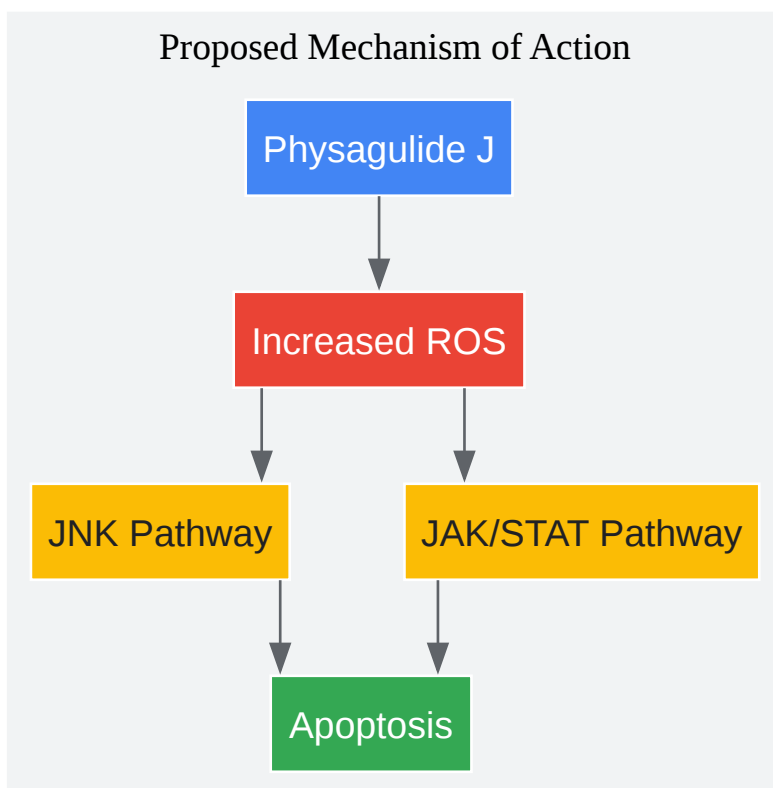 Proposed Mechanism of Action
Physagulide J
Increased ROS
JNK Pathway
JAK/STAT Pathway
Apoptosis